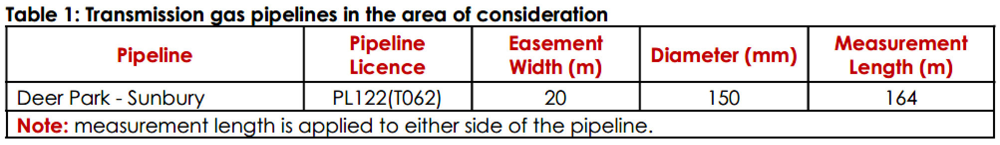 Table 1: Transmission gas pipelines in the area of consideration
Pipeline Pipeline Licence Easement Width (m) Diameter (mm) Measurement Length (m)
Deer Park - Sunbury PL122(T062) 20 150 164
Note: measurement length is applied to either side of the pipeline.